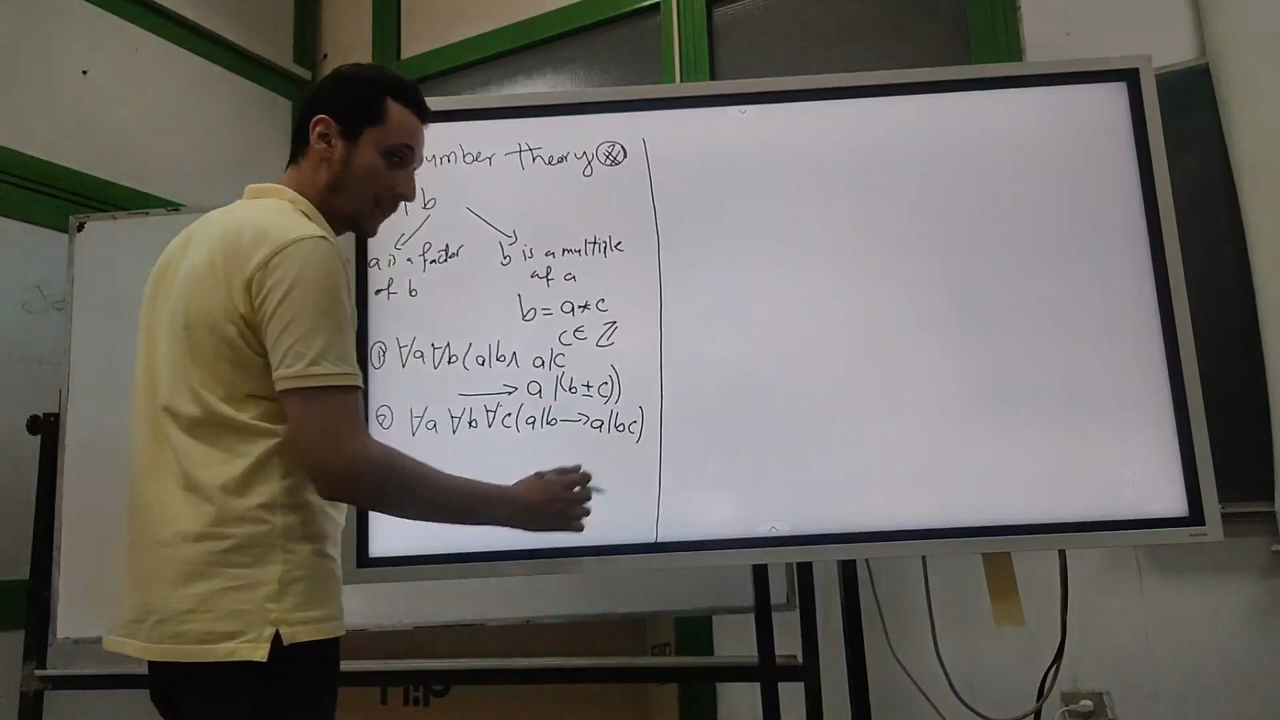 umber theory
b
a is a factor
of b
b is a multiple
of a
b = a * c
c ∈ ℤ
① ∀a ∀b (a|b ∧ a|c
⟶ a |(b ± c))
② ∀a ∀b ∀c (a|b ⟶ a|bc)